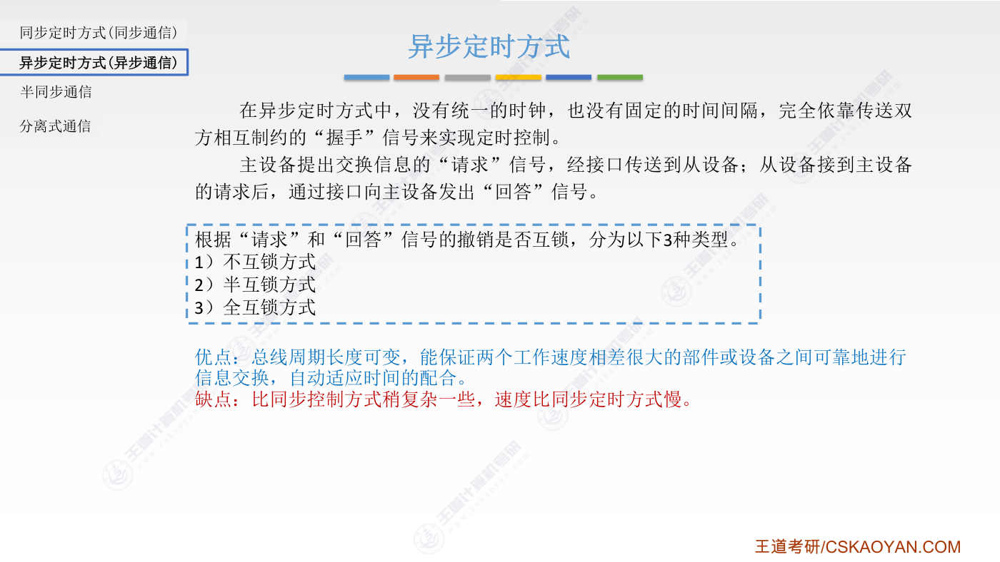 同步定时方式(同步通信)
异步定时方式(异步通信)
半同步通信
分离式通信
异步定时方式
在异步定时方式中，没有统一的时钟，也没有固定的时间间隔，完全依靠传送双
方相互制约的“握手”信号来实现定时控制。
主设备提出交换信息的“请求”信号，经接口传送到从设备；从设备接到主设备
的请求后，通过接口向主设备发出“回答”信号。
根据“请求”和“回答”信号的撤销是否互锁，分为以下3种类型。
1）不互锁方式
2）半互锁方式
3）全互锁方式
优点：总线周期长度可变，能保证两个工作速度相差很大的部件或设备之间可靠地进行
信息交换，自动适应时间的配合。
缺点：比同步控制方式稍复杂一些，速度比同步定时方式慢。
王道考研/CSKAOYAN.COM